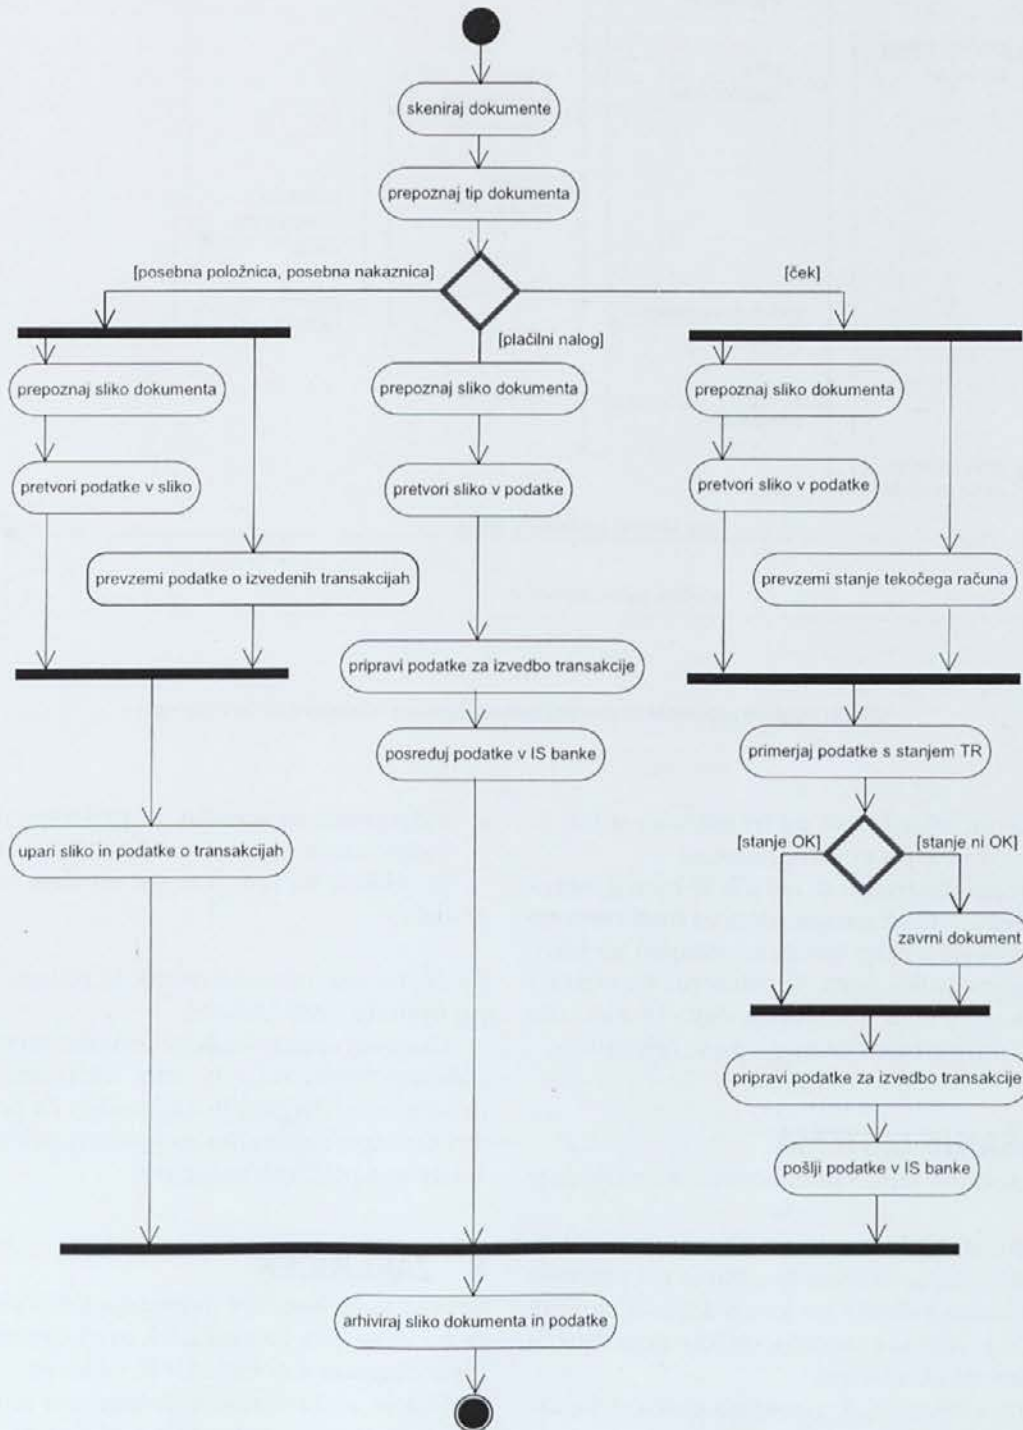 skeniraj dokumente
prepoznaj tip dokumenta
[posebna položnica, posebna nakaznica]
[ček]
[plačilni nalog]
prepoznaj sliko dokumenta
prepoznaj sliko dokumenta
prepoznaj sliko dokumenta
pretvori podatke v sliko
pretvori sliko v podatke
pretvori sliko v podatke
prevzemi podatke o izvedenih transakcijah
prevzemi stanje tekočega računa
pripravi podatke za izvedbo transakcije
posreduj podatke v IS banke
primerjaj podatke s stanjem TR
upari sliko in podatke o transakcijah
[stanje OK]
[stanje ni OK]
zavrni dokument
pripravi podatke za izvedbo transakcije
pošlji podatke v IS banke
arhiviraj sliko dokumenta in podatke